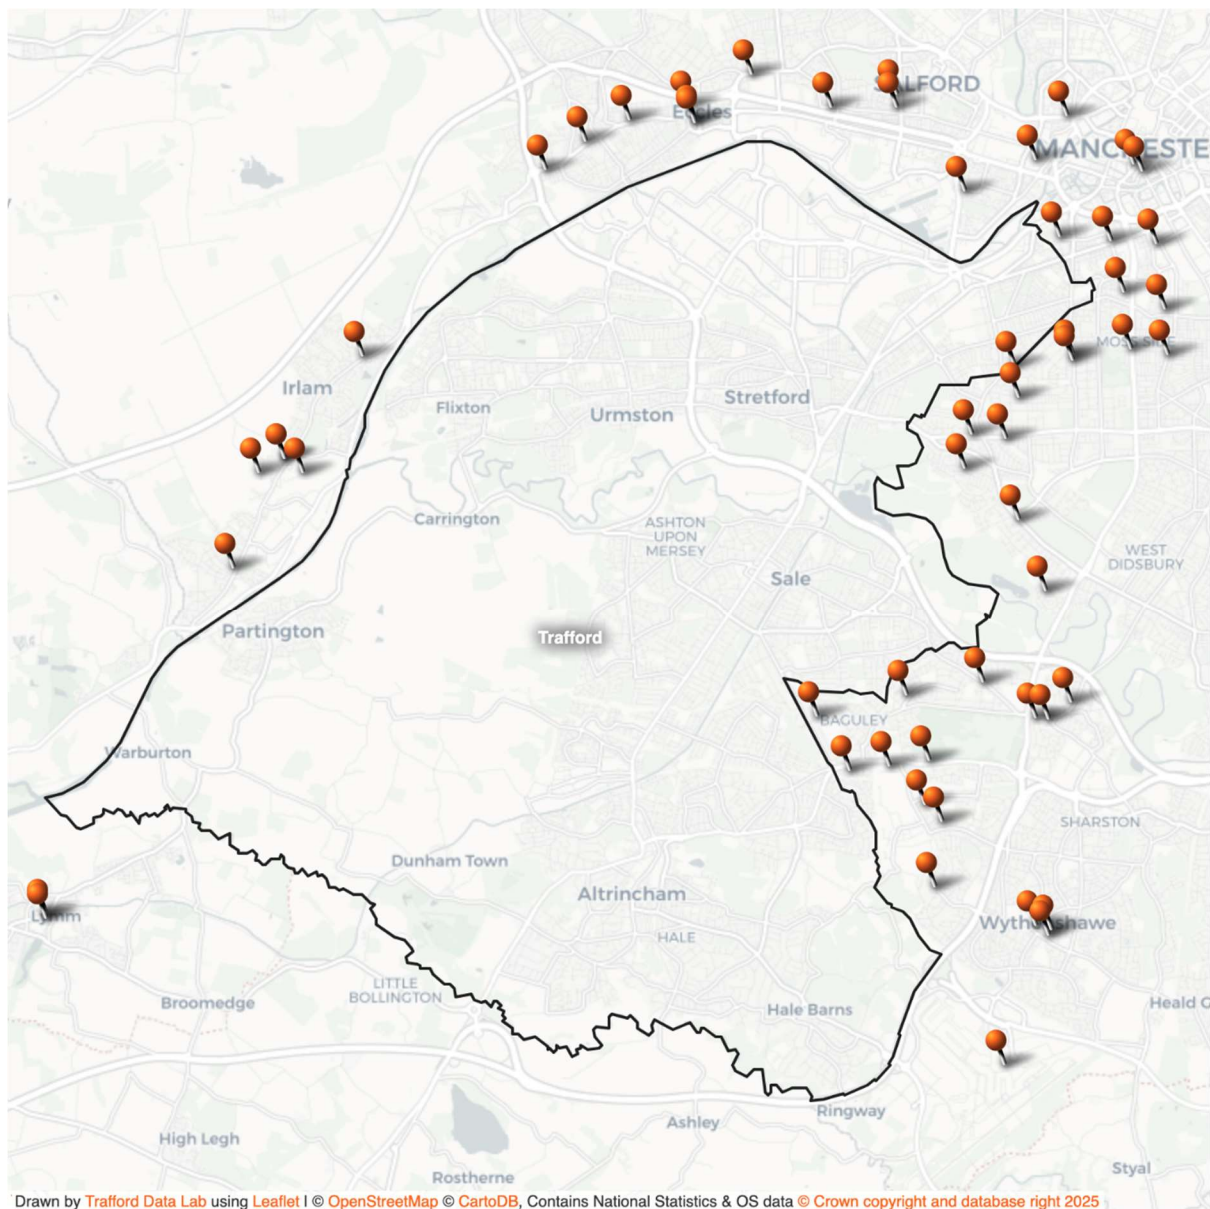 SALFORD
Eccles
MANCHESTE
Irlam
MOSS SIDE
Flixton
Stretford
Urmston
Carrington
ASHTON
UPON
MERSEY
WEST
DIDSBURY
Sale
Partington
Trafford
BAGULEY
Warburton
SHARSTON
Dunham Town
Altrincham
Lymm
Wythenshawe
HALE
LITTLE
BOLLINGTON
Broomedge
Hale Barns
Heald G
Ringway
Ashley
High Legh
Styal
Rostherne
Drawn by Trafford Data Lab using Leaflet | © OpenStreetMap © CartoDB, Contains National Statistics & OS data © Crown copyright and database right 2025